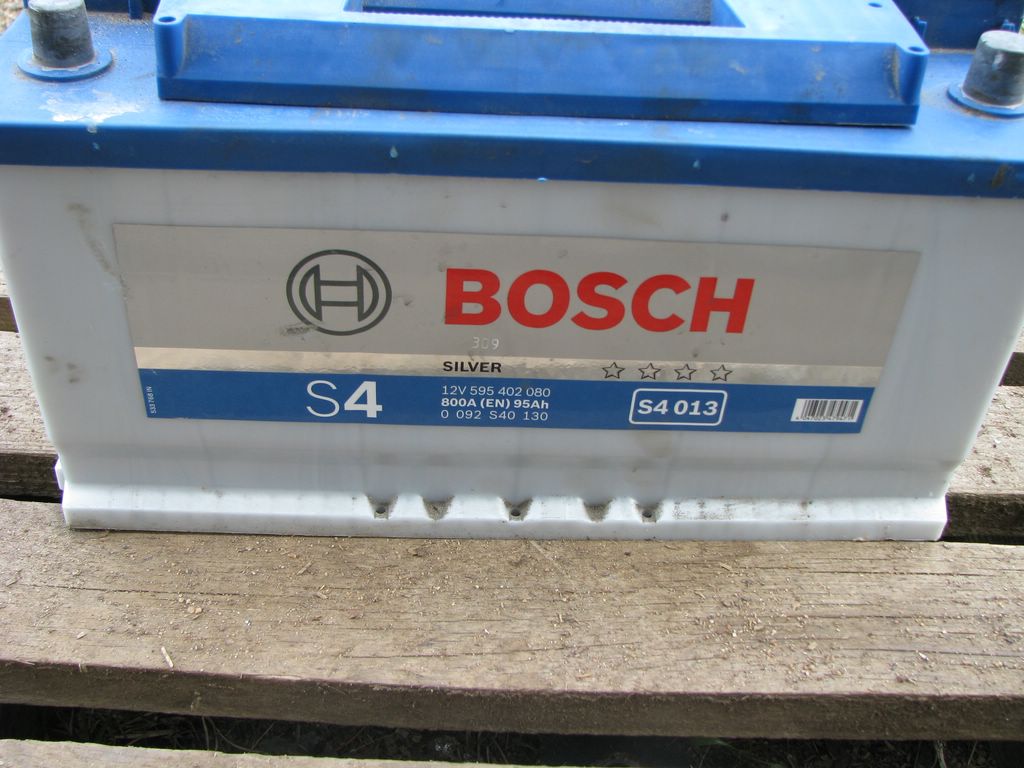 BOSCH
309
SILVER
S4
12V 595 402 080
800A (EN) 95Ah
0 092 S40 130
S4 013